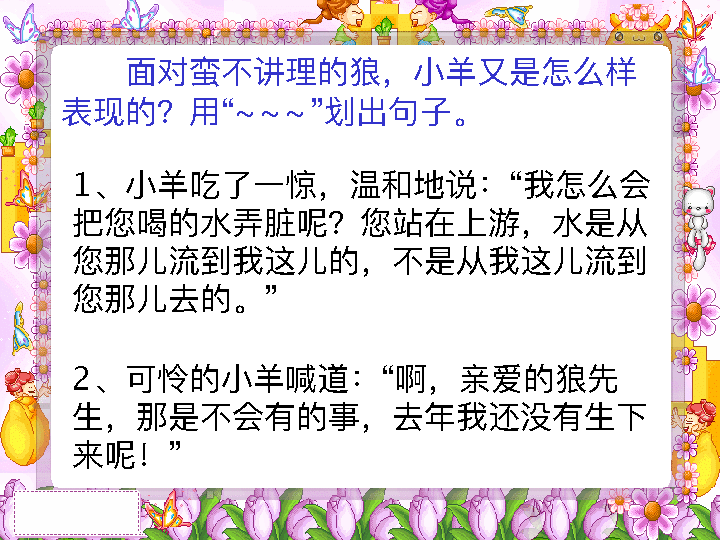 面对蛮不讲理的狼，小羊又是怎么样
表现的？用“~~~”划出句子。
1、小羊吃了一惊，温和地说：“我怎么会
把您喝的水弄脏呢？您站在上游，水是从
您那儿流到我这儿的，不是从我这儿流到
您那儿去的。”
2、可怜的小羊喊道：“啊，亲爱的狼先
生，那是不会有的事，去年我还没有生下
来呢！”